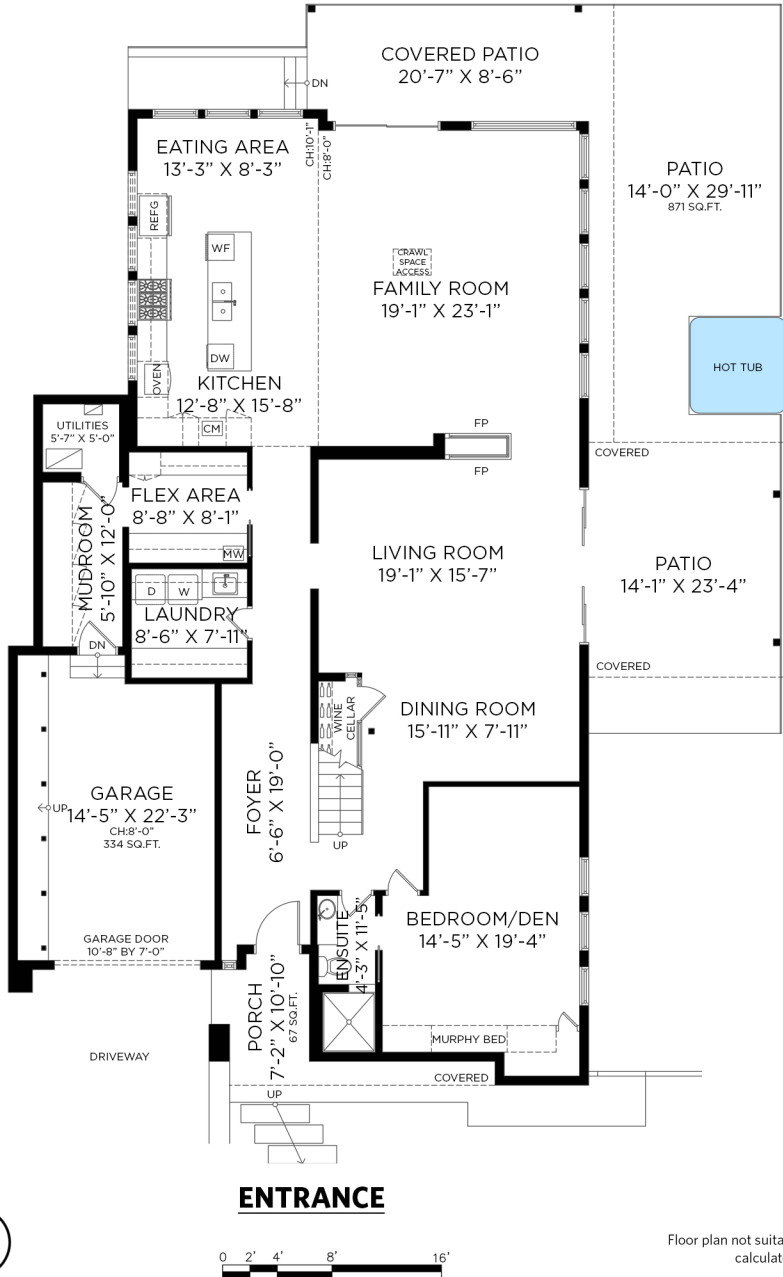 COVERED PATIO
20'-7" X 8'-6"
DN
EATING AREA
13'-3" X 8'-3"
CH:10'-1"
CH:8'-0"
PATIO
14'-0" X 29'-11"
871 SQ.FT.
REFG
WF
CRAWL
SPACE
ACCESS
FAMILY ROOM
19'-1" X 23'-1"
HOT TUB
DW
OVEN
KITCHEN
12'-8" X 15'-8"
CM
UTILITIES
5'-7" X 5'-0"
FP
FP
COVERED
FLEX AREA
8'-8" X 8'-1"
MW
MUDROOM
5'-10" X 12'-0"
LIVING ROOM
19'-1" X 15'-7"
PATIO
14'-1" X 23'-4"
D
W
LAUNDRY
8'-6" X 7'-11"
DN
COVERED
WINE
CELLAR
DINING ROOM
15'-11" X 7'-11"
FOYER
6'-6" X 19'-0"
UP
GARAGE
14'-5" X 22'-3"
CH:8'-0"
334 SQ.FT.
UP
ENSUITE
4'-3" X 11'-5"
BEDROOM/DEN
14'-5" X 19'-4"
GARAGE DOOR
10'-8" BY 7'-0"
PORCH
7'-2" X 10'-10"
67 SQ.FT.
MURPHY BED
DRIVEWAY
COVERED
UP
ENTRANCE
0 2' 4' 8' 16'
Floor plan not suita
calculat